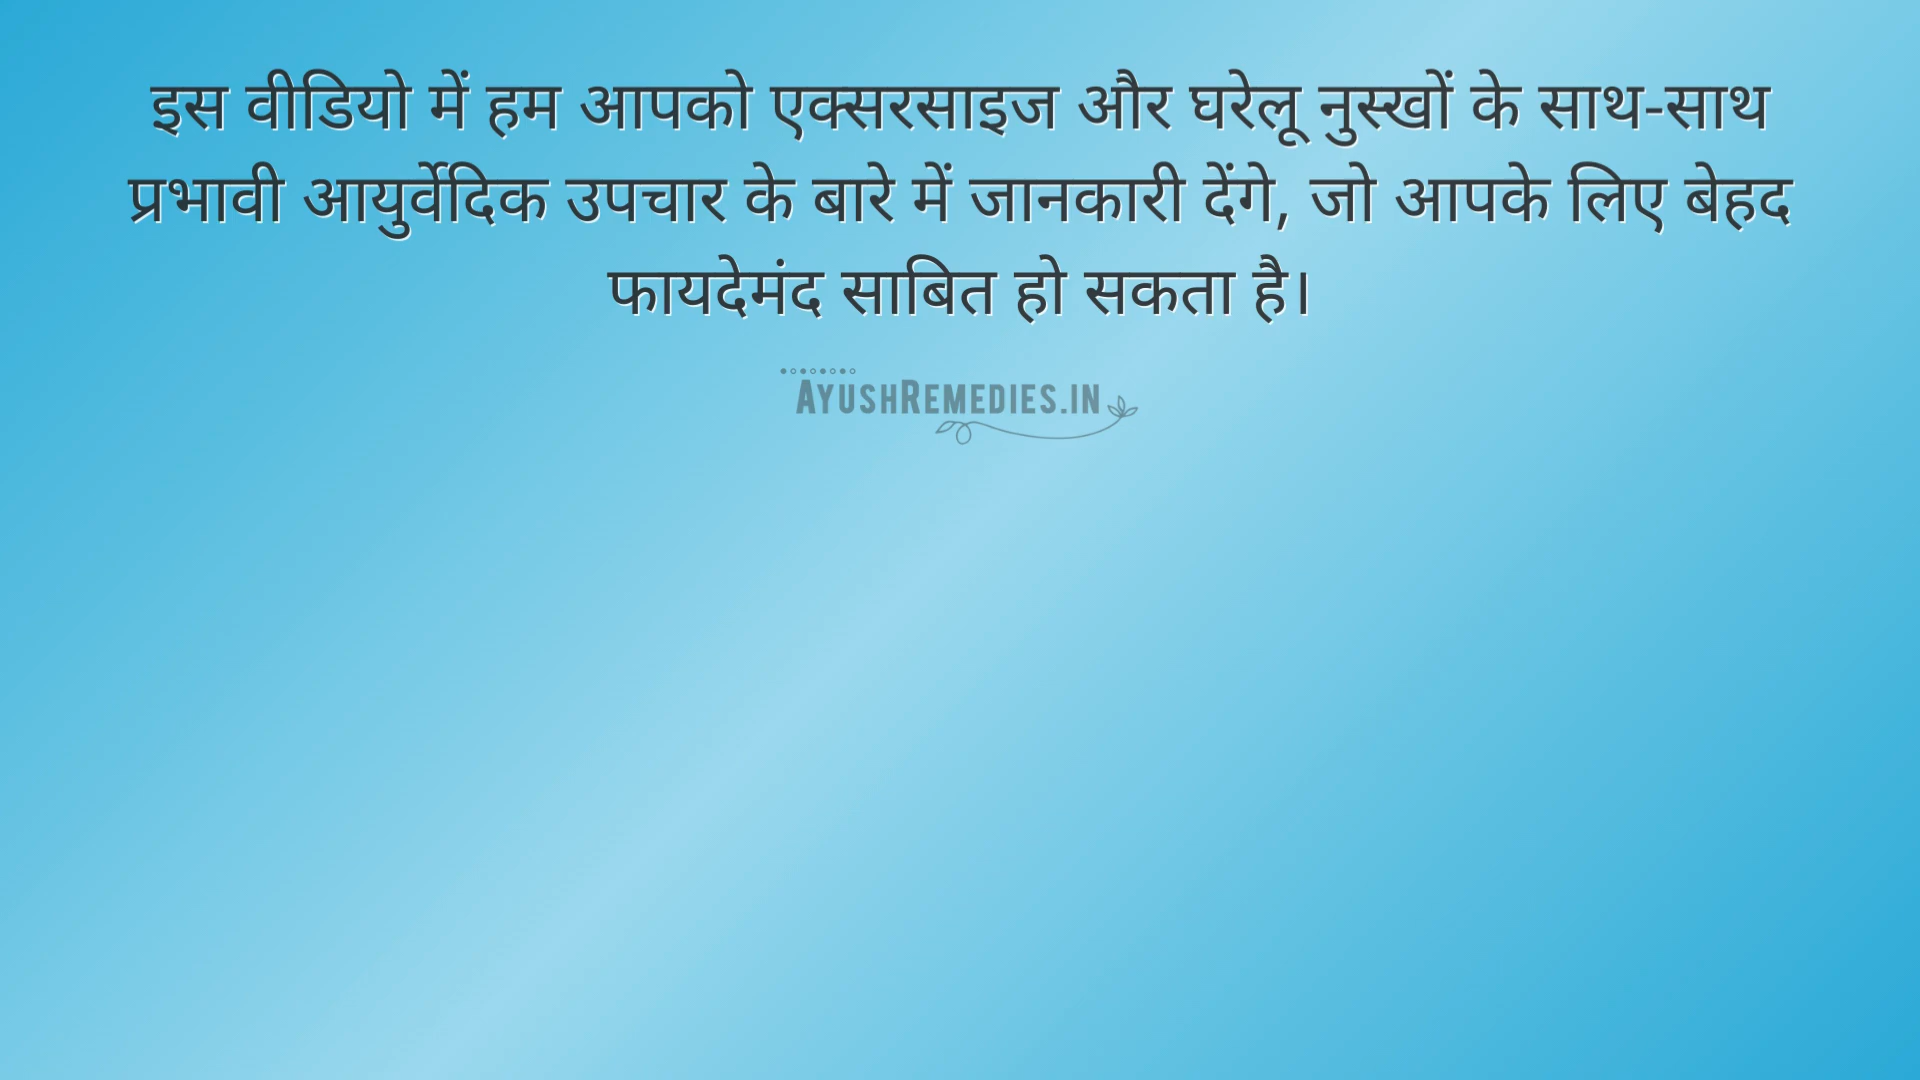 इस वीडियो में हम आपको एक्सरसाइज और घरेलू नुस्खों के साथ-साथ
प्रभावी आयुर्वेदिक उपचार के बारे में जानकारी देंगे, जो आपके लिए बेहद
फायदेमंद साबित हो सकता है।
AYUSHREMEDIES.IN